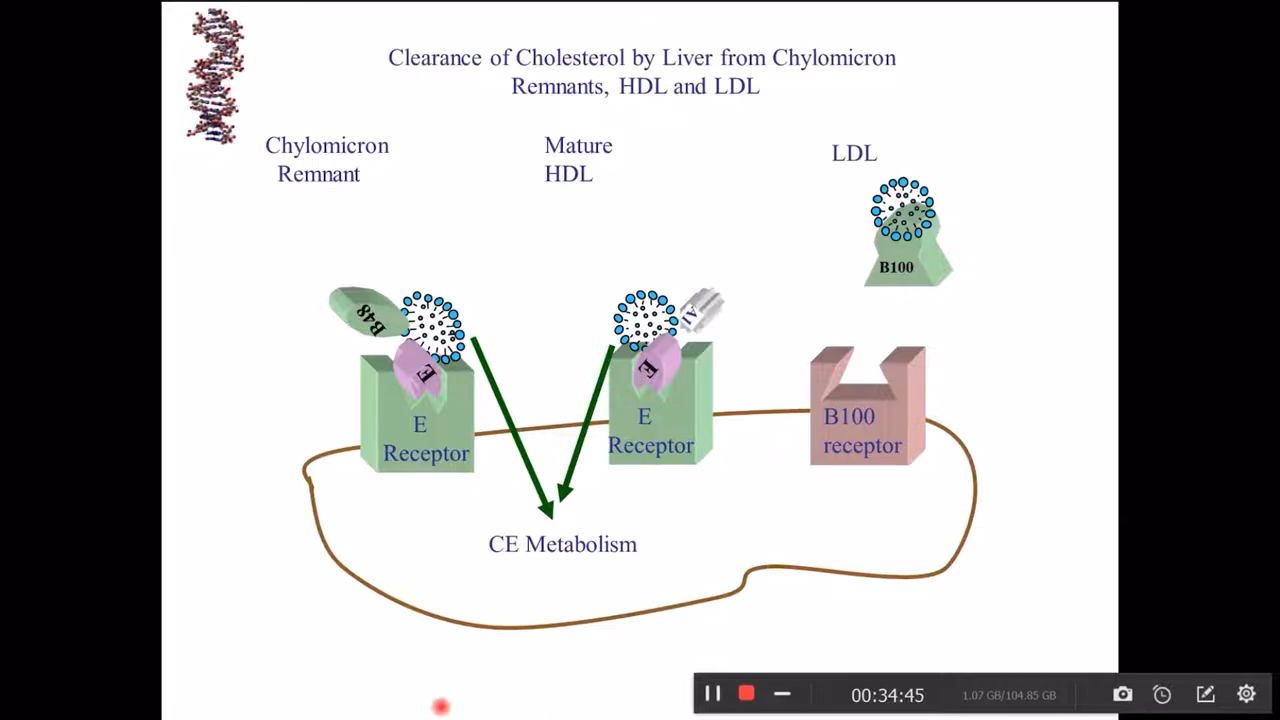 Clearance of Cholesterol by Liver from Chylomicron
Remnants, HDL and LDL
Chylomicron
Remnant
Mature
HDL
LDL
B100
B48
IV
E
E
E
Receptor
E
Receptor
B100
receptor
CE Metabolism
00:34:45
1.07 GB/104.85 GB